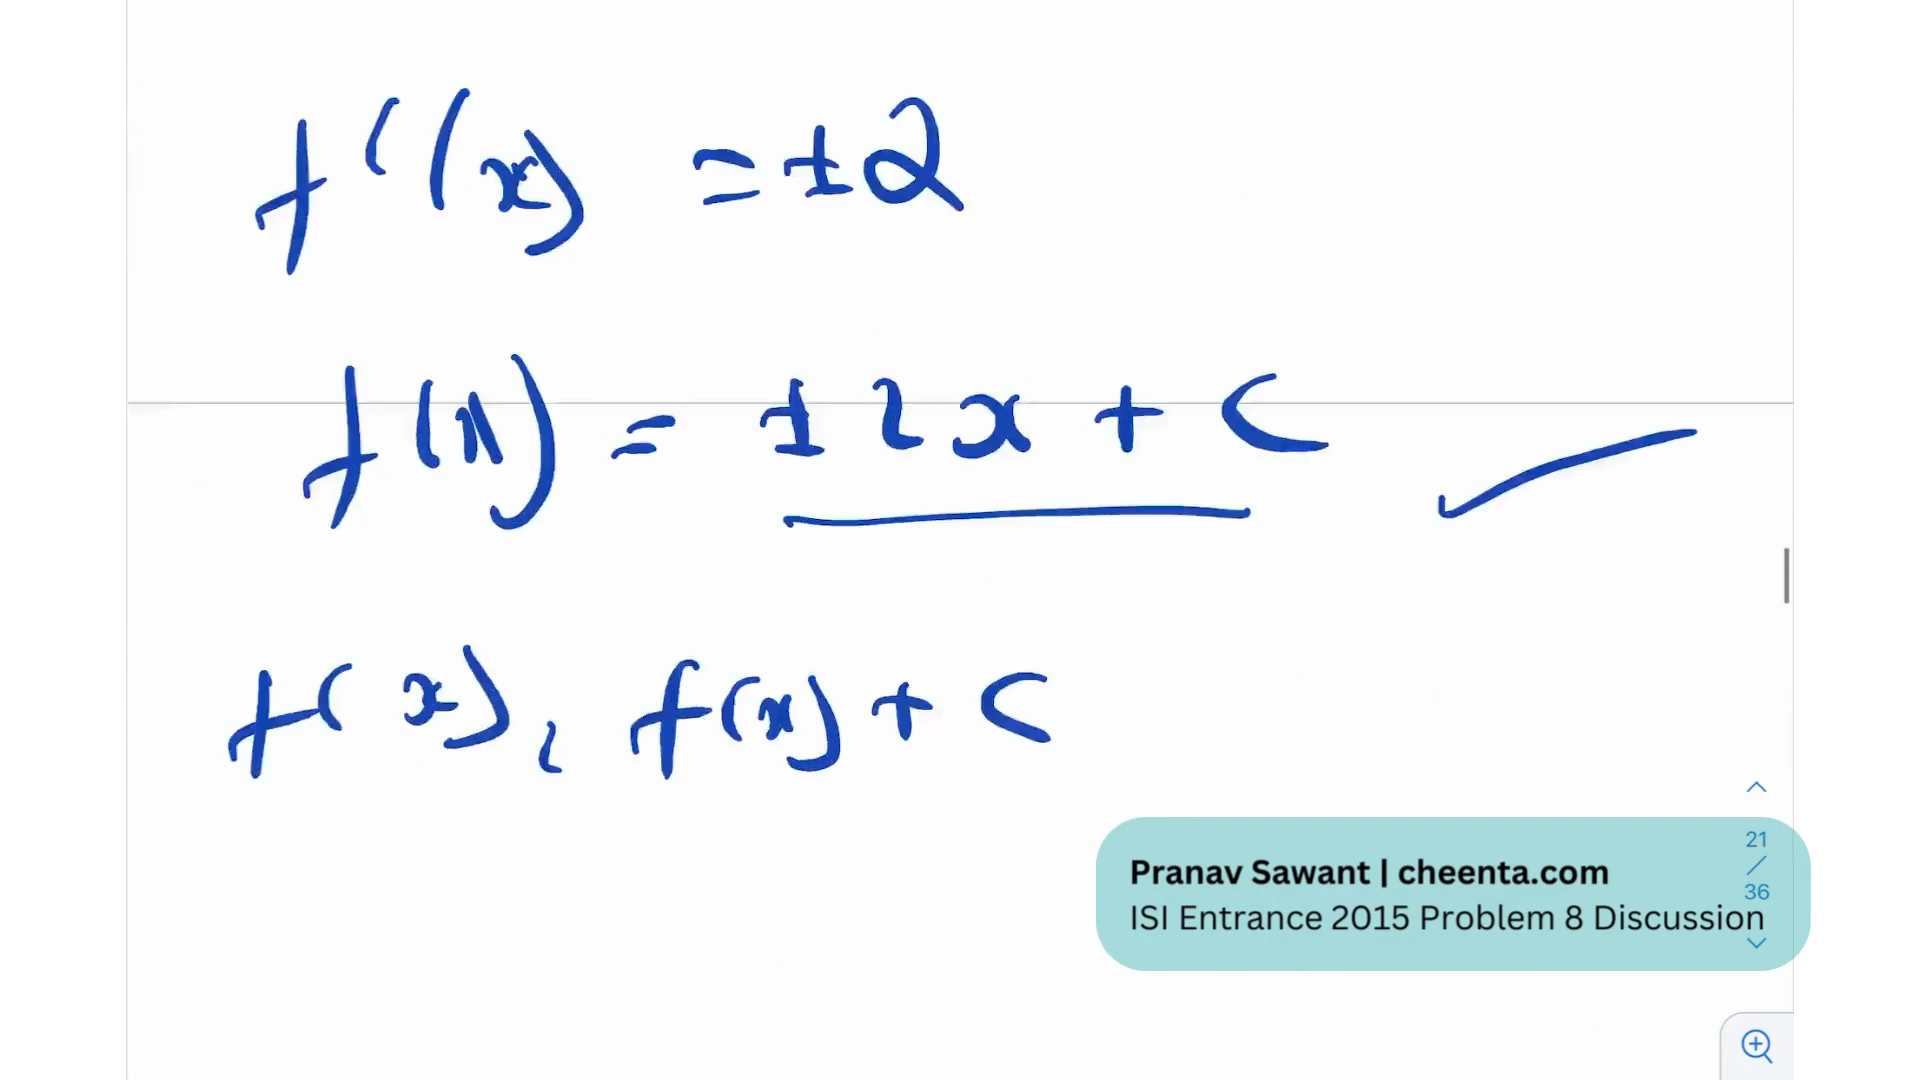 f'(x) = ±2
f(x) = ±2x + C
f(x), f(x) + C
21
/
36
Pranav Sawant | cheenta.com
ISI Entrance 2015 Problem 8 Discussion